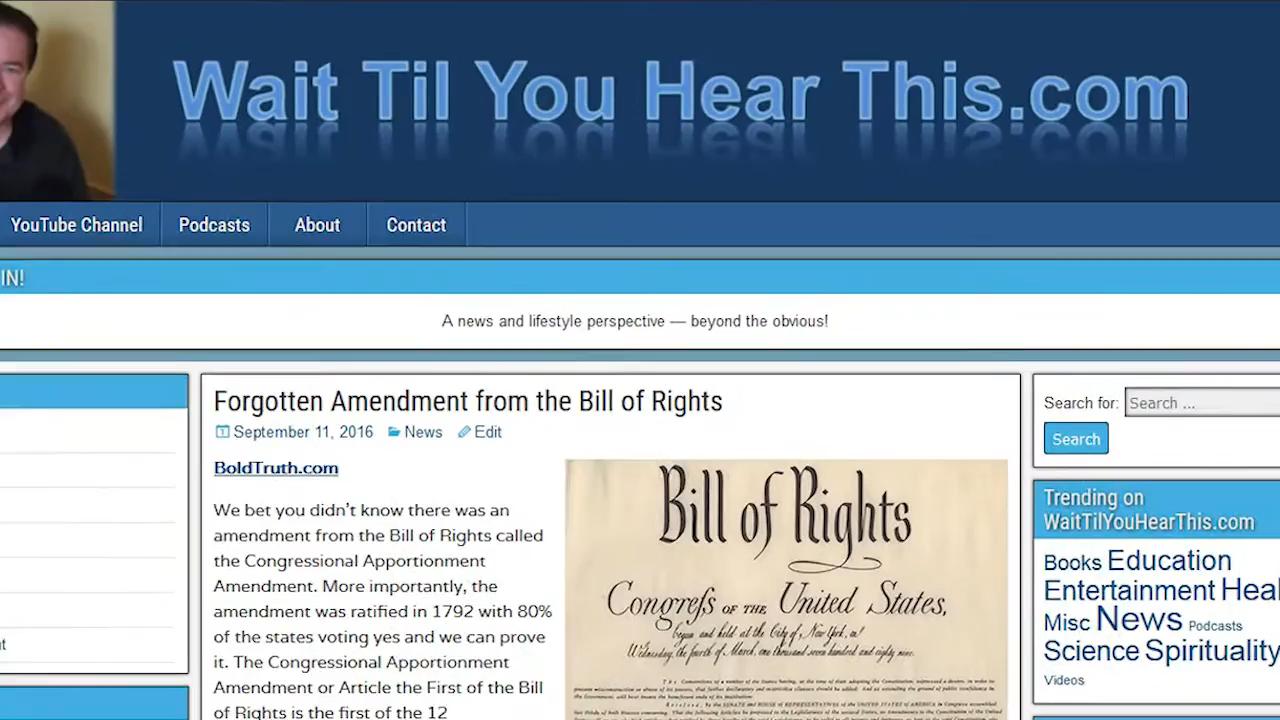 Wait Til You Hear This.com
YouTube Channel
Podcasts
About
Contact
IN!
A news and lifestyle perspective — beyond the obvious!
Forgotten Amendment from the Bill of Rights
September 11, 2016 News Edit
BoldTruth.com
We bet you didn't know there was an
amendment from the Bill of Rights called
the Congressional Apportionment
Amendment. More importantly, the
amendment was ratified in 1792 with 80%
of the states voting yes and we can prove
it. The Congressional Apportionment
Amendment or Article the First of the Bill
of Rights is the first of the 12
Bill of Rights
Congreſs OF THE United States,
begun and held at the City of New York, on
Wednesday, the fourth of March, one thousand seven hundred and eighty nine.
Search for: Search ...
Search
Trending on
WaitTilYouHearThis.com
Books Education
Entertainment Heal
Misc News Podcasts
Science Spirituality
Videos